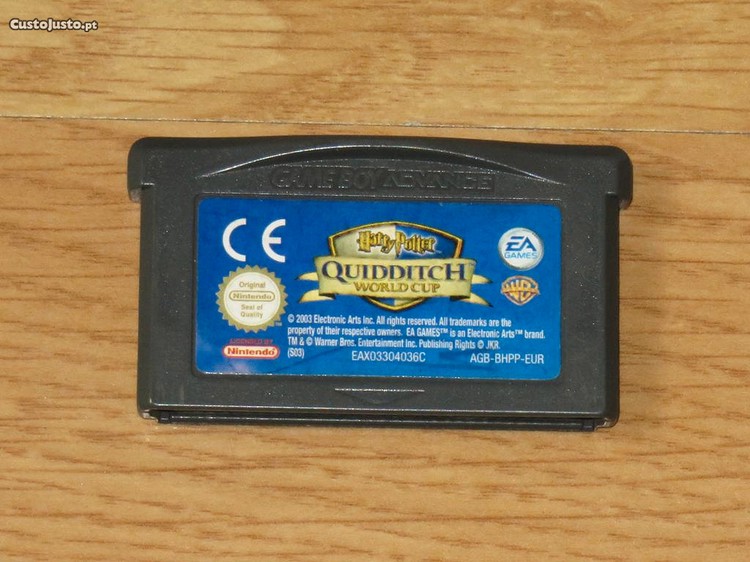 CustoJusto.pt
GAME BOY ADVANCE
CE
Harry Potter
QUIDDITCH
WORLD CUP
EA
GAMES
WB
Original
Nintendo
Seal of
Quality
LICENSED BY
Nintendo
© 2003 Electronic Arts Inc. All rights reserved. All trademarks are the
property of their respective owners. EA GAMES™ is an Electronic Arts™ brand.
TM & © Warner Bros. Entertainment Inc. Publishing Rights © JKR.
(S03) EAX03304036C AGB-BHPP-EUR